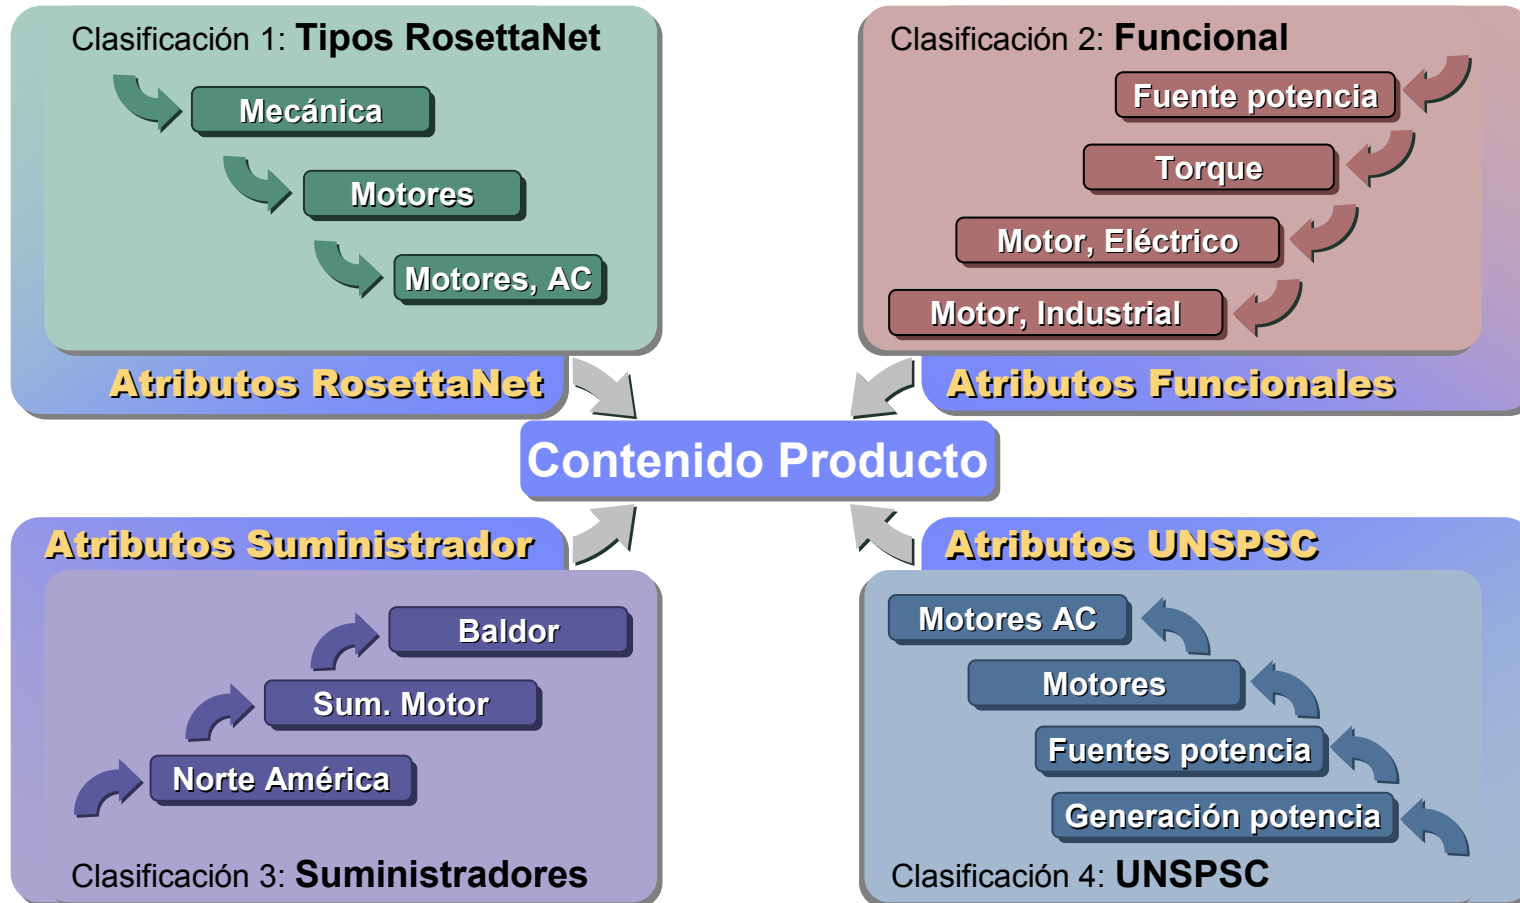 Clasificación 1: Tipos RosettaNet
Mecánica
Motores
Motores, AC
Atributos RosettaNet
Clasificación 2: Funcional
Fuente potencia
Torque
Motor, Eléctrico
Motor, Industrial
Atributos Funcionales
Contenido Producto
Atributos Suministrador
Baldor
Sum. Motor
Norte América
Clasificación 3: Suministradores
Atributos UNSPSC
Motores AC
Motores
Fuentes potencia
Generación potencia
Clasificación 4: UNSPSC